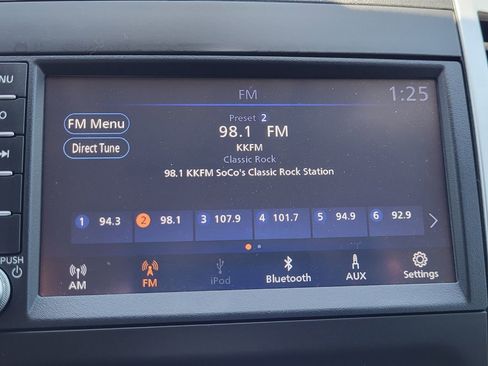 FM 1:25
NU
FM Menu
Preset 2
O
98.1 FM
KKFM
Direct Tune
Classic Rock
98.1 KKFM SoCo's Classic Rock Station
1 94.3 2 98.1 3 107.9 4 101.7 5 94.9 6 92.9
PUSH
AM FM iPod Bluetooth AUX Settings